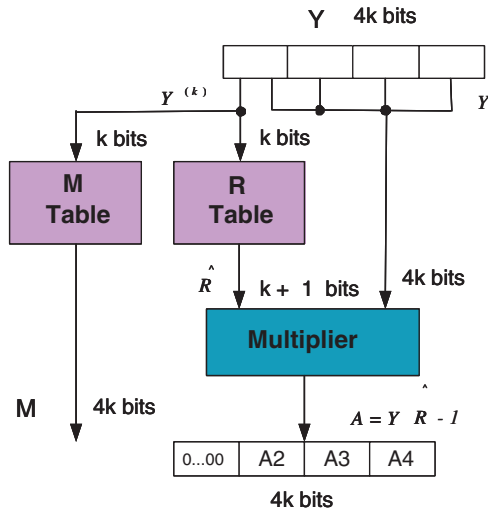 Y 4k bits
Y (k)
Y
k bits
k bits
M
Table
R
Table
^
R
k + 1 bits
4k bits
Multiplier
M
4k bits
^
A = Y R - 1
0...00 A2 A3 A4
4k bits